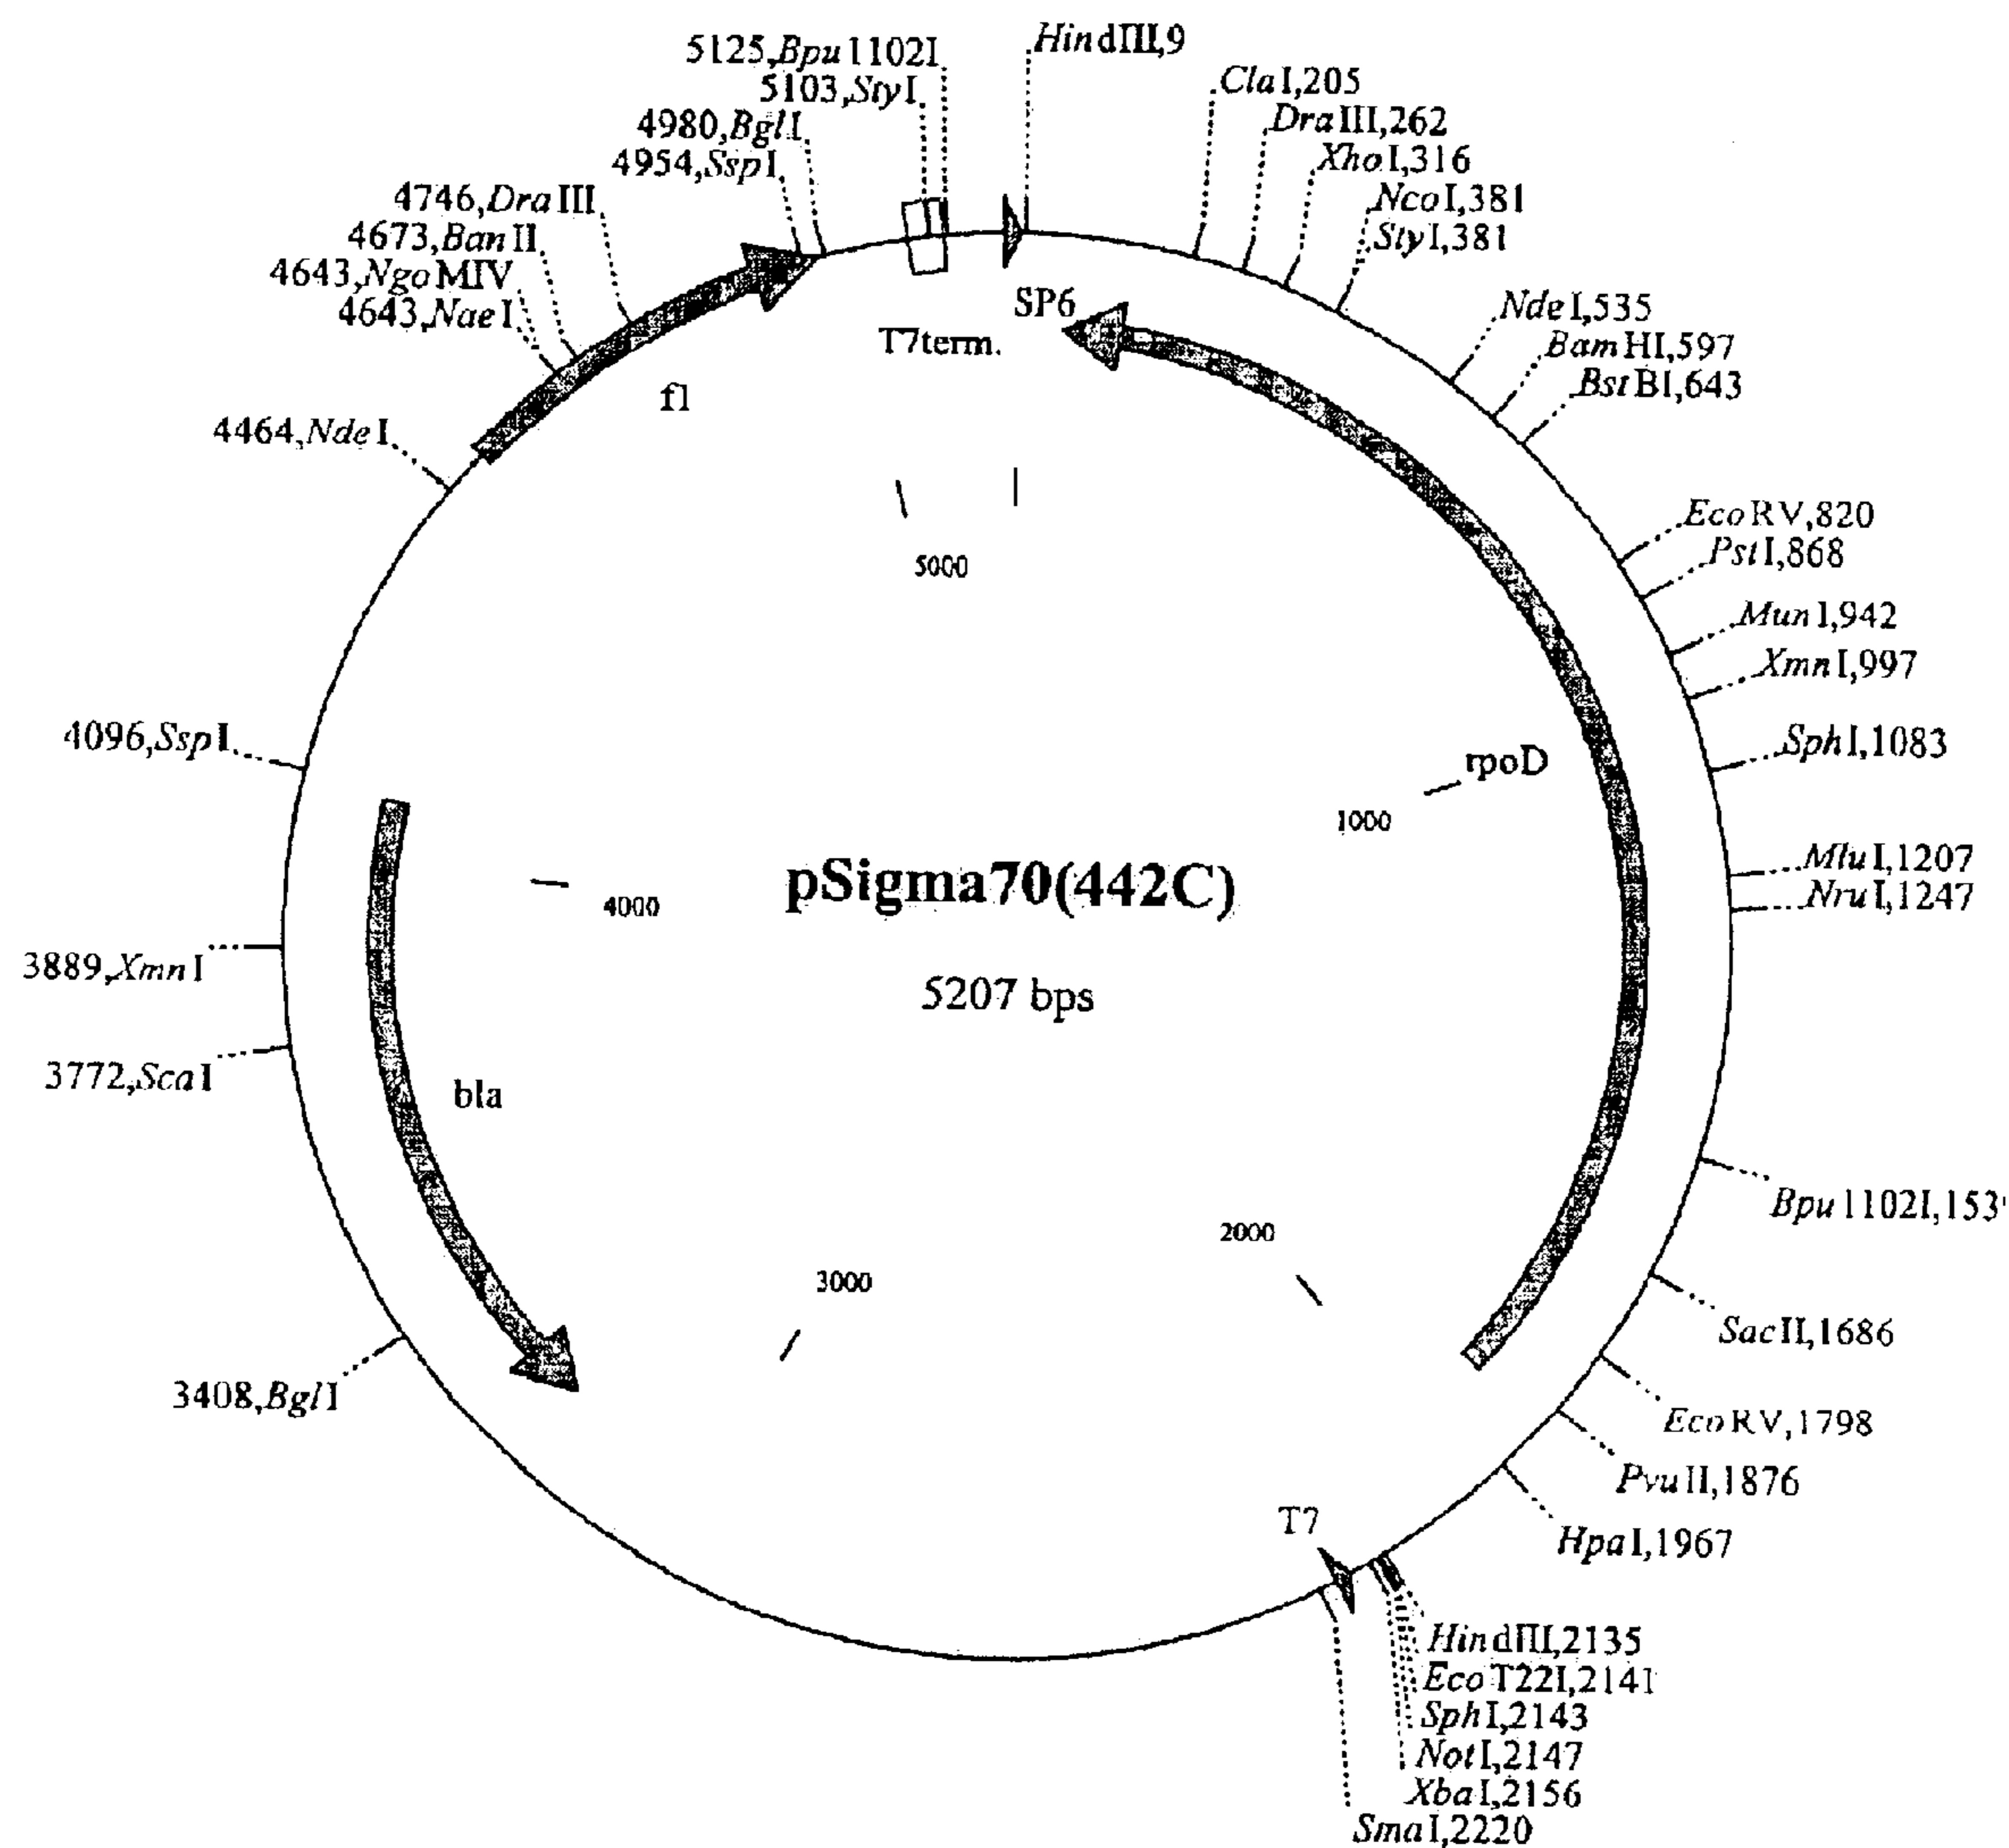 5125,Bpu1102I
5103,StyI
4980,BglI
4954,SspI
4746,DraIII
4673,BanII
4643,NgoMIV
4643,NaeI
4464,NdeI
4096,SspI
3889,XmnI
3772,ScaI
3408,BglI
HindIII,9
ClaI,205
DraIII,262
XhoI,316
NcoI,381
StyI,381
NdeI,535
BamHI,597
BstBI,643
EcoRV,820
PstI,868
MunI,942
XmnI,997
SphI,1083
MluI,1207
NruI,1247
Bpu1102I,153
SacII,1686
EcoRV,1798
PvuII,1876
HpaI,1967
HindIII,2135
EcoT22I,2141
SphI,2143
NotI,2147
XbaI,2156
SmaI,2220
SP6
T7term.
f1
5000
rpoD
1000
pSigma70(442C)
5207 bps
4000
bla
2000
3000
T7